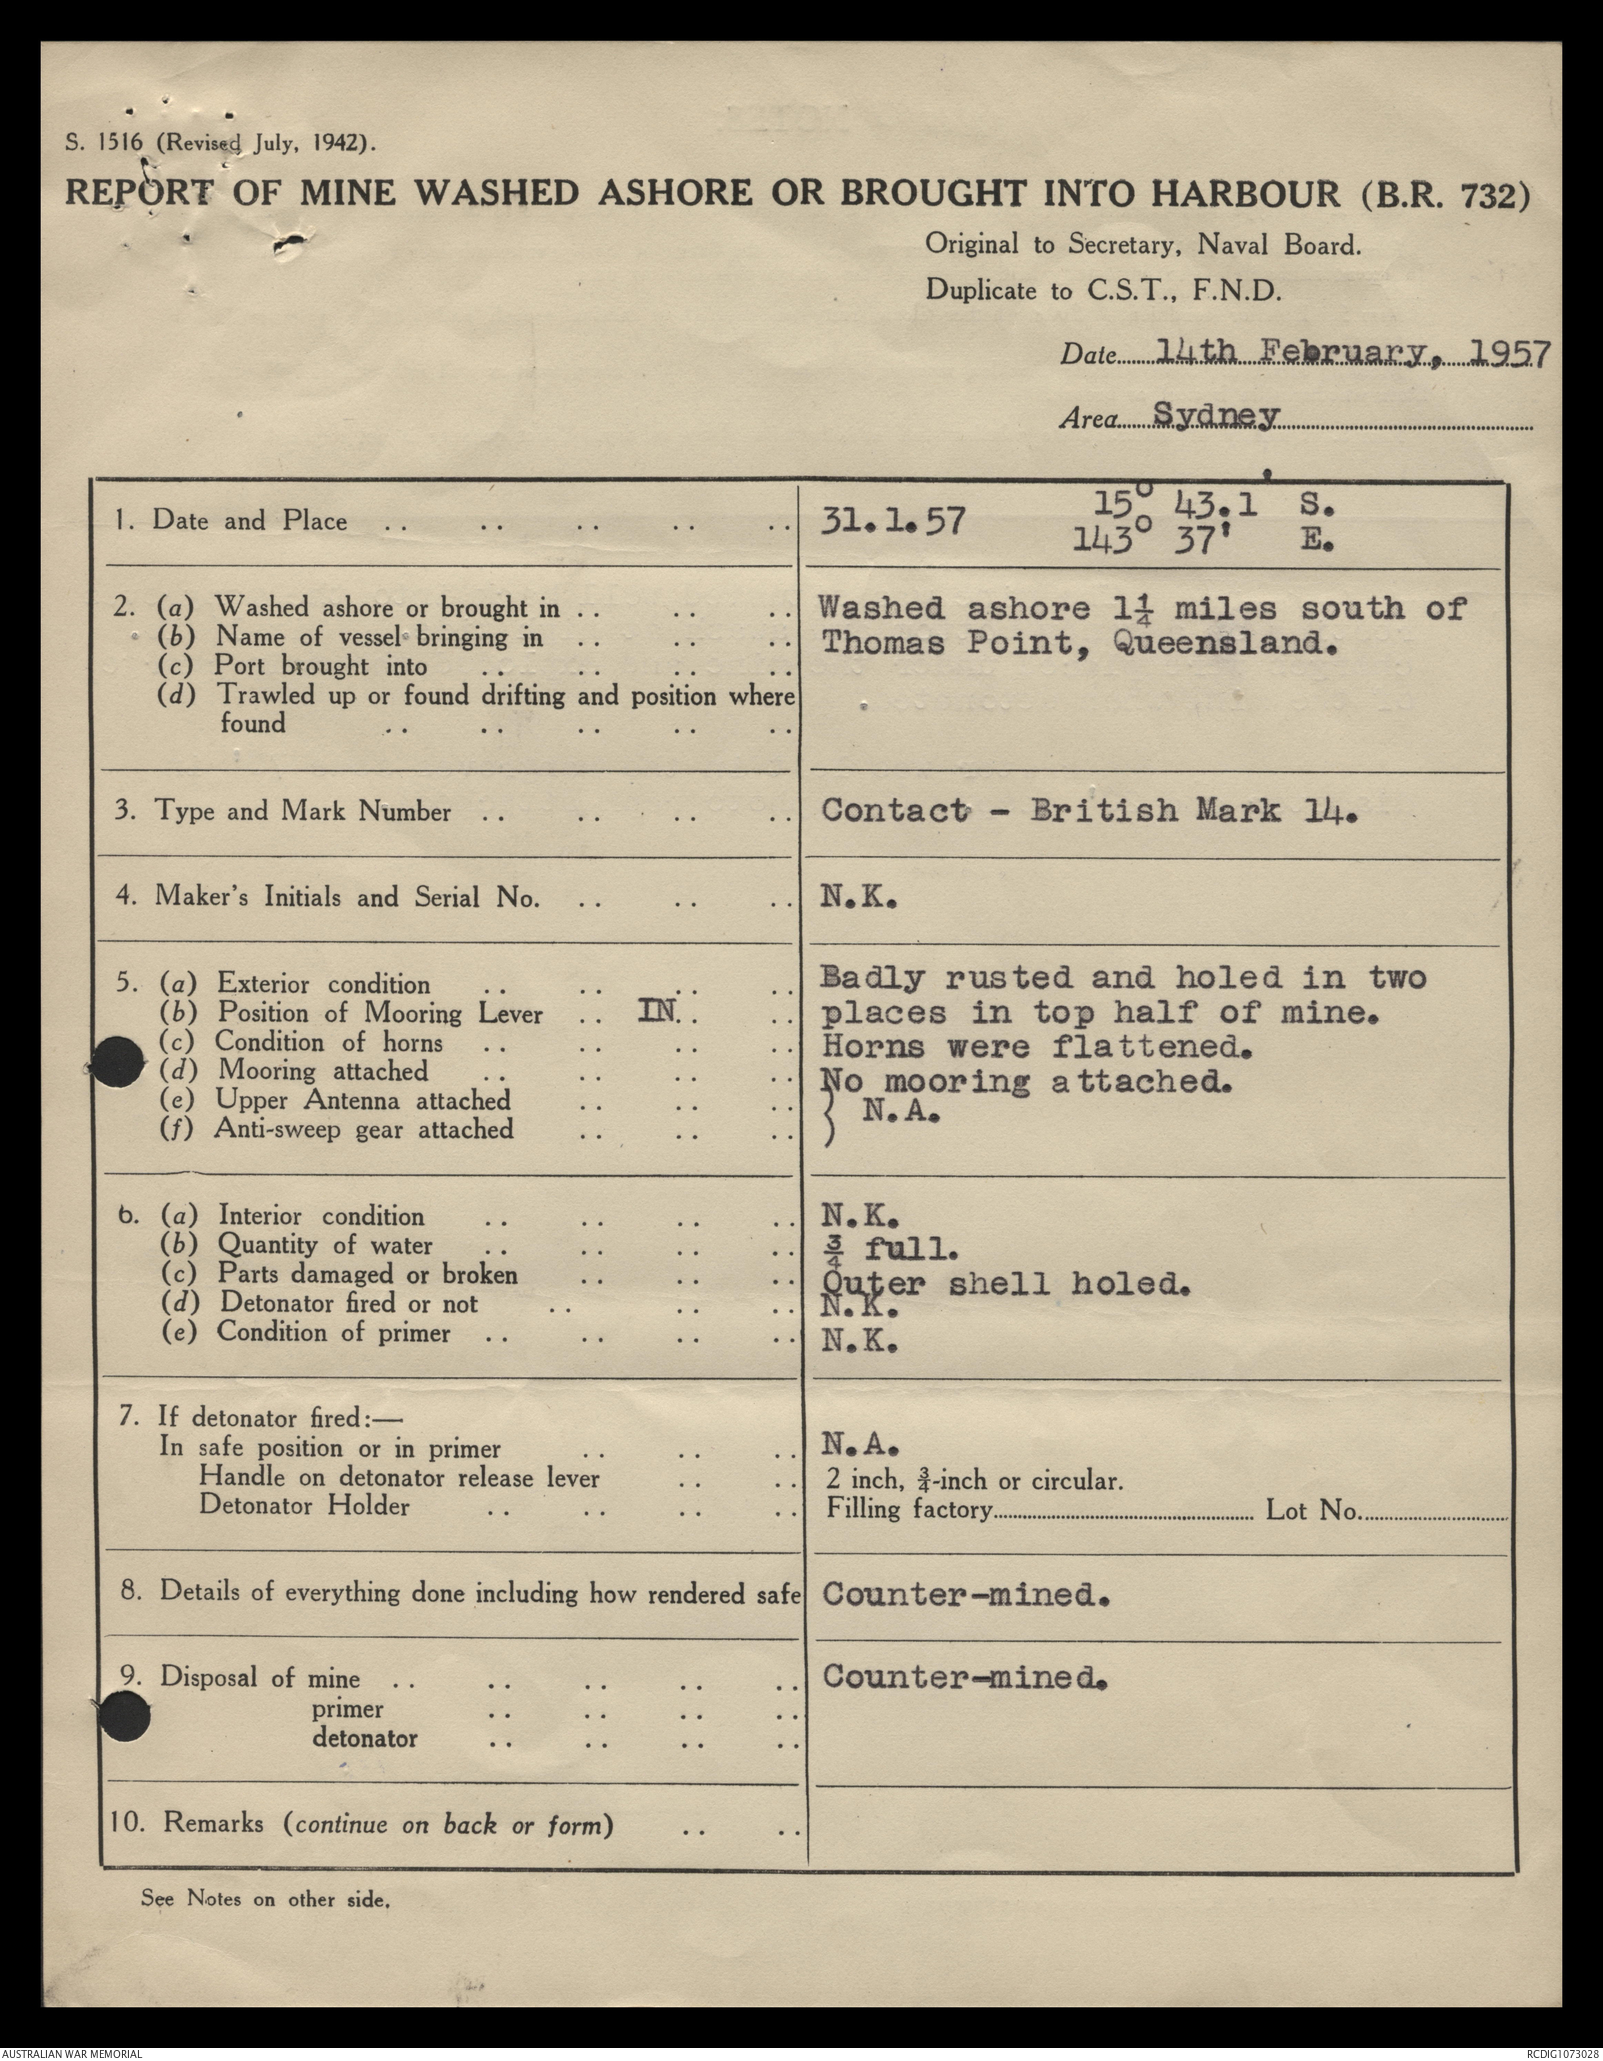 S. 1516 (Revised July, 1942).
REPORT OF MINE WASHED ASHORE OR BROUGHT INTO HARBOUR (B.R. 732)
Original to Secretary, Naval Board.
Duplicate to C.S.T., F.N.D.
Date......14th February, 1957
Area......Sydney
1. Date and Place .. .. .. .. ..
31.1.57 15° 43.1' S.
143° 37' E.
2. (a) Washed ashore or brought in .. .. ..
(b) Name of vessel bringing in .. .. ..
(c) Port brought into .. .. .. ..
(d) Trawled up or found drifting and position where
found .. .. .. .. ..
Washed ashore 1¼ miles south of
Thomas Point, Queensland.
3. Type and Mark Number .. .. .. ..
Contact - British Mark 14.
4. Maker's Initials and Serial No. .. .. ..
N.K.
5. (a) Exterior condition .. .. .. ..
(b) Position of Mooring Lever .. IN.. ..
(c) Condition of horns .. .. .. ..
(d) Mooring attached .. .. .. ..
(e) Upper Antenna attached .. .. ..
(f) Anti-sweep gear attached .. .. ..
Badly rusted and holed in two
places in top half of mine.
Horns were flattened.
No mooring attached.
} N.A.
6. (a) Interior condition .. .. .. ..
(b) Quantity of water .. .. .. ..
(c) Parts damaged or broken .. .. ..
(d) Detonator fired or not .. .. ..
(e) Condition of primer .. .. .. ..
N.K.
¾ full.
Outer shell holed.
N.K.
N.K.
7. If detonator fired:—
In safe position or in primer .. .. ..
Handle on detonator release lever .. ..
Detonator Holder .. .. .. ..
N.A.
2 inch, ¾-inch or circular.
Filling factory.................... Lot No...............
8. Details of everything done including how rendered safe
Counter-mined.
9. Disposal of mine .. .. .. .. ..
primer .. .. .. ..
detonator .. .. .. ..
Counter-mined.
10. Remarks (continue on back or form) .. ..
See Notes on other side.
AUSTRALIAN WAR MEMORIAL
RCDIG1073028